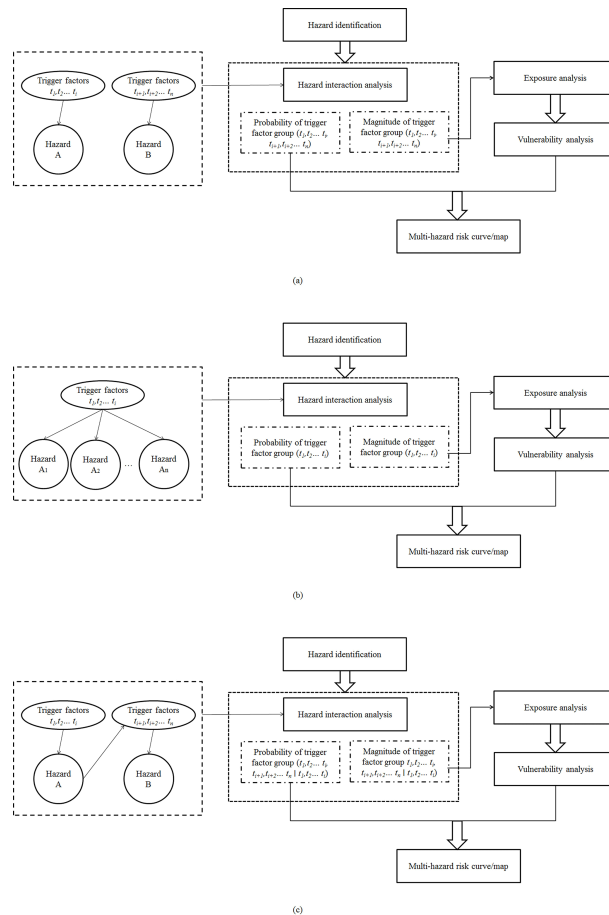 Hazard identification
Trigger factors
t1,t2... ti
Trigger factors
ti+1,ti+2... tn
Hazard
A
Hazard
B
Hazard interaction analysis
Probability of trigger
factor group (t1,t2... ti,
ti+1,ti+2... tn)
Magnitude of trigger
factor group (t1,t2... ti,
ti+1,ti+2... tn)
Exposure analysis
Vulnerability analysis
Multi-hazard risk curve/map
(a)
Hazard identification
Trigger factors
t1,t2... ti
Hazard
A1
Hazard
A2
...
Hazard
An
Hazard interaction analysis
Probability of trigger
factor group (t1,t2... ti)
Magnitude of trigger
factor group (t1,t2... ti)
Exposure analysis
Vulnerability analysis
Multi-hazard risk curve/map
(b)
Hazard identification
Trigger factors
t1,t2... ti
Trigger factors
ti+1,ti+2... tn
Hazard
A
Hazard
B
Hazard interaction analysis
Probability of trigger
factor group (t1,t2... ti,
ti+1,ti+2... tn | t1,t2... ti)
Magnitude of trigger
factor group t1,t2... ti,
ti+1,ti+2... tn | t1,t2... ti)
Exposure analysis
Vulnerability analysis
Multi-hazard risk curve/map
(c)